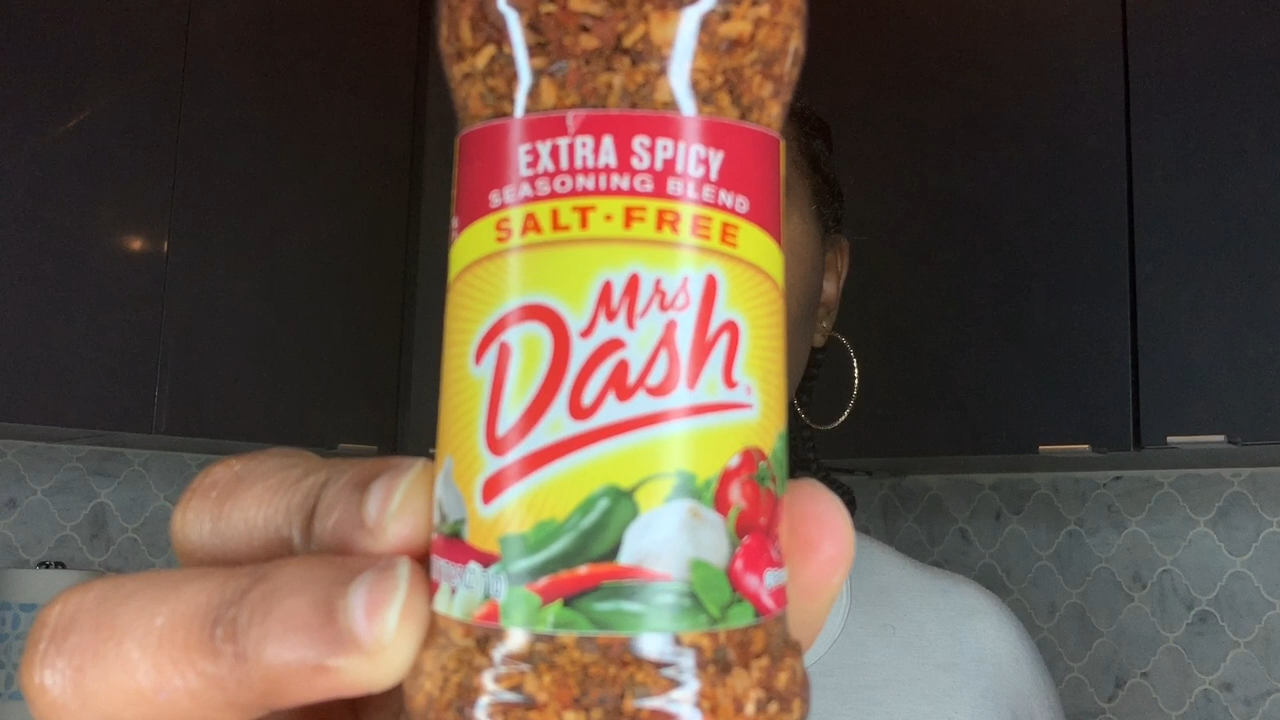 EXTRA SPICY
SEASONING BLEND
SALT·FREE
Mrs
Dash